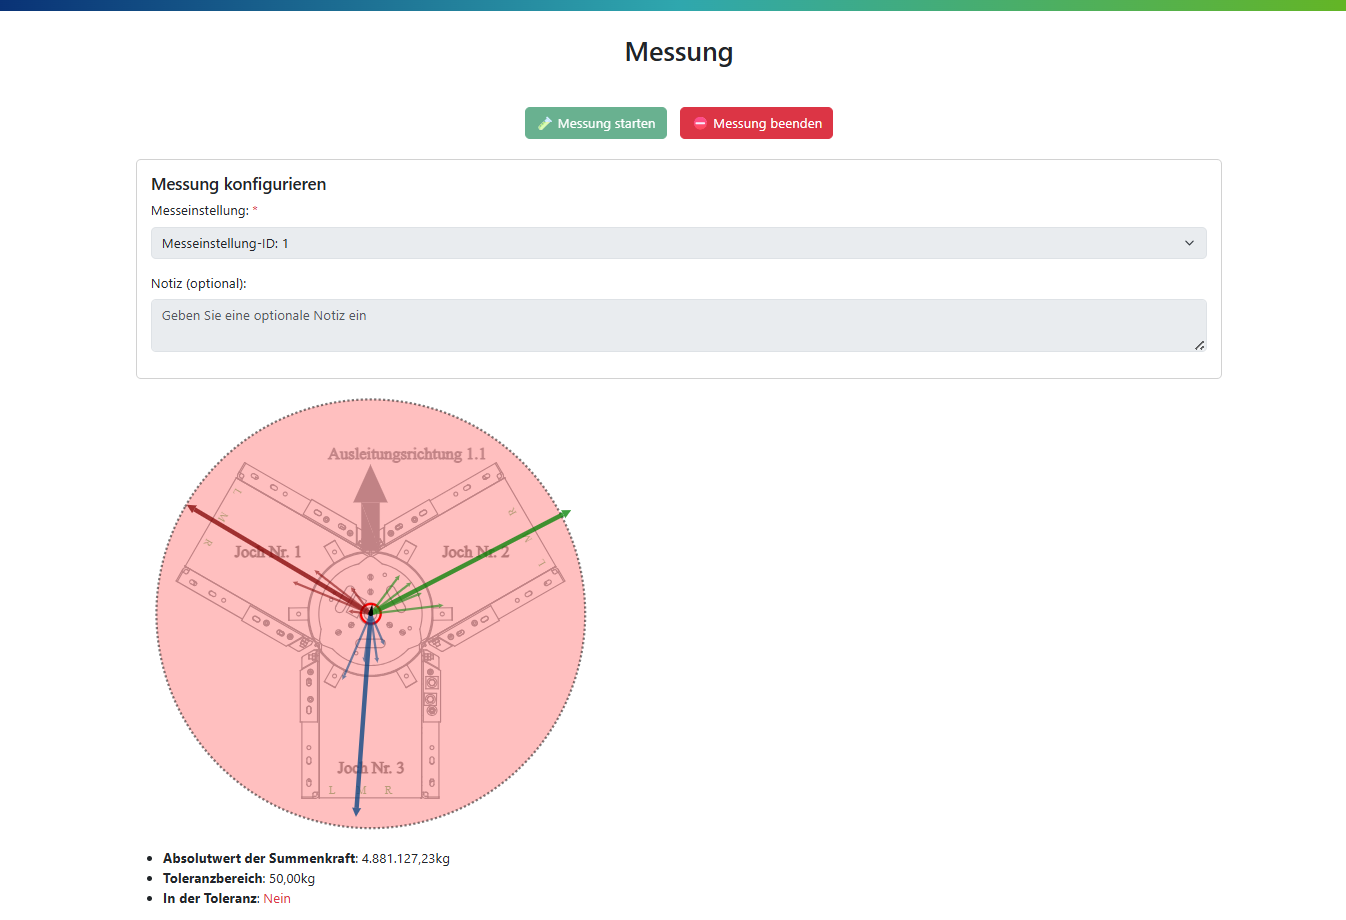 Messung
Messung starten
Messung beenden
Messung konfigurieren
Messeinstellung: *
Messeinstellung-ID: 1
Notiz (optional):
Geben Sie eine optionale Notiz ein
Ausleitungsrichtung 1.1
L
R
M
R
Joch Nr. 1
Joch Nr. 2
L
Joch Nr. 3
L M R
Absolutwert der Summenkraft: 4.881.127,23kg
Toleranzbereich: 50,00kg
In der Toleranz: Nein